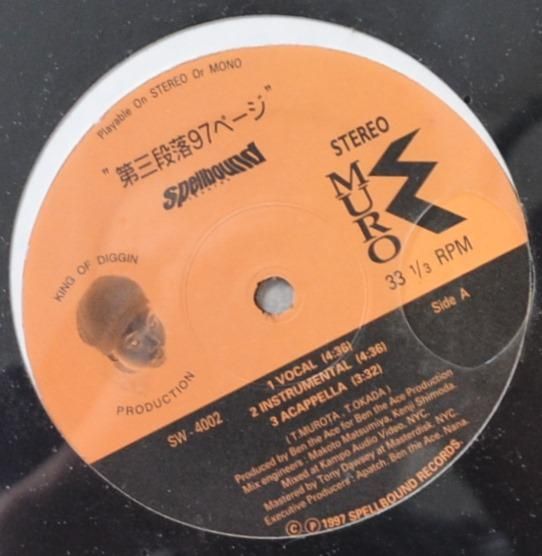 Playable On STEREO Or MONO
"第三段落97ページ"
Spellbound
STEREO
MURO
33 1/3 RPM
KING OF DIGGIN
PRODUCTION
Side A
SW-4002
1 VOCAL (4:36)
2 INSTRUMENTAL (4:36)
3 ACAPPELLA (3:32)
( T.MUROTA , T.OKADA )
Produced by Ben the Ace for Ben the Ace Production
Mix engineers : Makoto Matsumiya, Kenji Shimoda.
Mixed at Kampo Audio Video, NYC.
Mastered by Tony Dawsey at Masterdisk, NYC.
Executive Producers : Apatch, Ben the Ace, Nana.
© ℗ 1997 SPELLBOUND RECORDS.